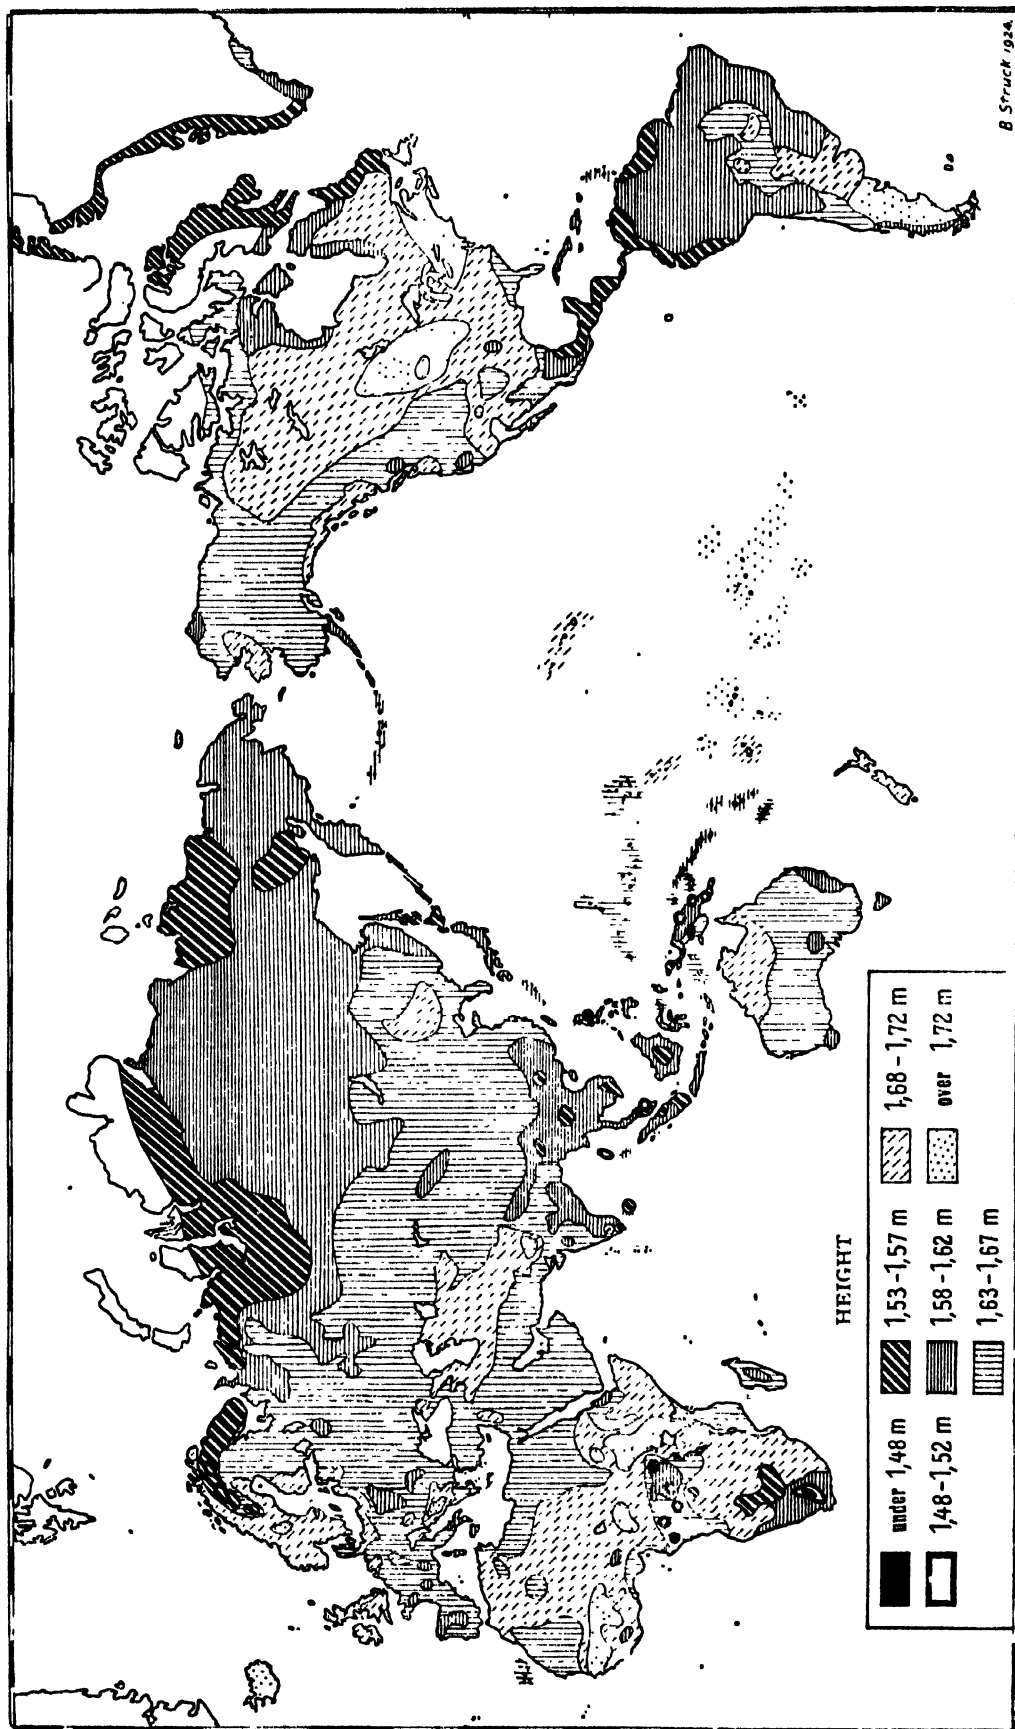 HEIGHT
under 1,48 m
1,48-1,52 m
1,53-1,57 m
1,58-1,62 m
1,63-1,67 m
1,68-1,72 m
over 1,72 m
B Struck 1924.